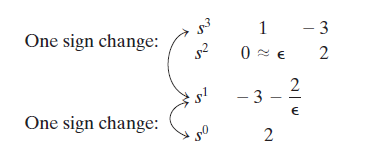 s³ 1 − 3
One sign change:
s² 0 ≈ ϵ 2
s¹ − 3 − 2/ϵ
One sign change:
s⁰ 2